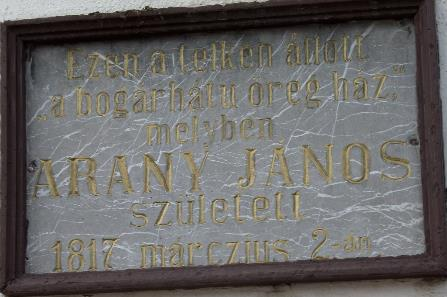 Ezen a telken állott
„a bogárhátu öreg ház,"
melyben
ARANY JÁNOS
született
1817 márczius 2-án.